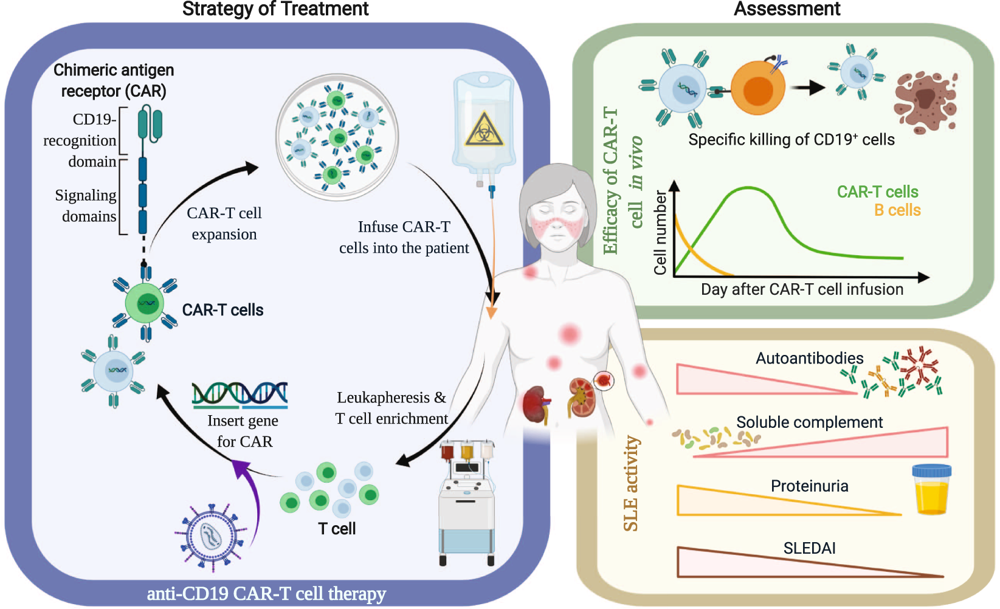 Strategy of Treatment
Chimeric antigen
receptor (CAR)
CD19-
recognition
domain
Signaling
domains
CAR-T cell
expansion
Infuse CAR-T
cells into the patient
CAR-T cells
Insert gene
for CAR
Leukapheresis &
T cell enrichment
T cell
anti-CD19 CAR-T cell therapy
Assessment
Efficacy of CAR-T
cell in vivo
Specific killing of CD19⁺ cells
Cell number
CAR-T cells
B cells
Day after CAR-T cell infusion
SLE activity
Autoantibodies
Soluble complement
Proteinuria
SLEDAI